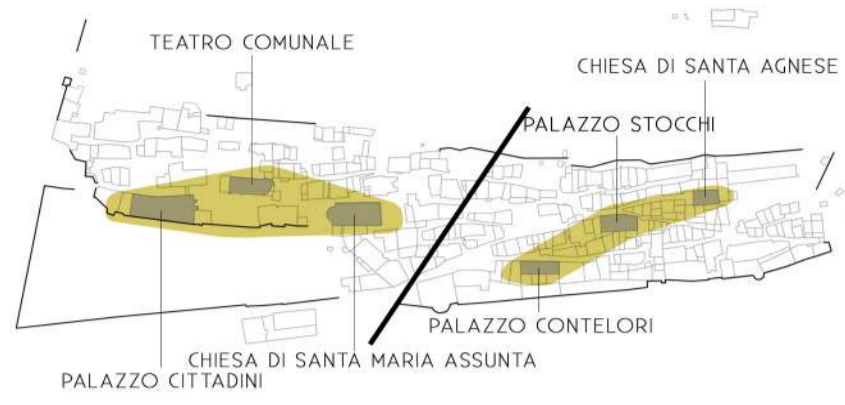 TEATRO COMUNALE
CHIESA DI SANTA AGNESE
PALAZZO STOCCHI
PALAZZO CONTELORI
CHIESA DI SANTA MARIA ASSUNTA
PALAZZO CITTADINI